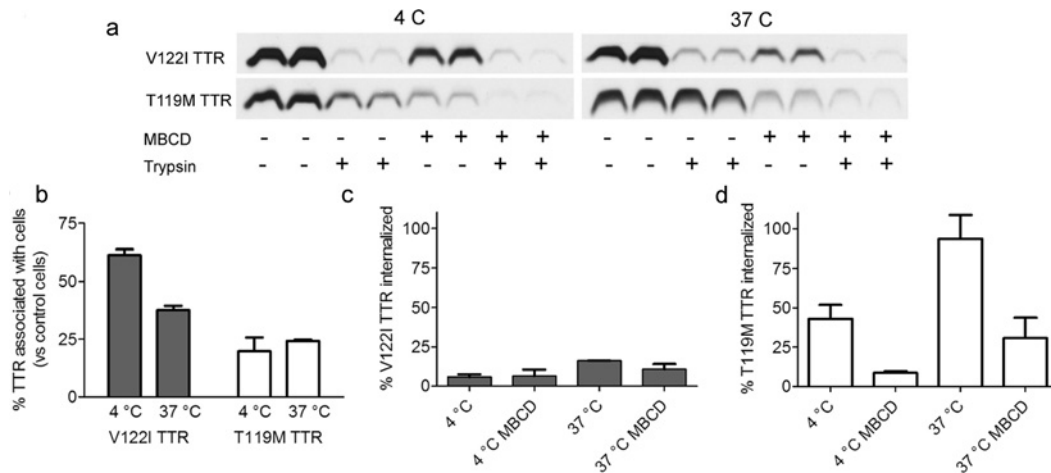 a
4 C
37 C
V122I TTR
T119M TTR
MBCD - - - - + + + + - - - - + + + +
Trypsin - - + + - - + + - - + + - - + +
b
% TTR associated with cells
(vs control cells)
75
50
25
0
4 °C 37 °C 4 °C 37 °C
V122I TTR T119M TTR
c
% V122I TTR internalized
100
75
50
25
0
4 °C
4 °C MBCD
37 °C
37 °C MBCD
d
% T119M TTR internalized
100
75
50
25
0
4 °C
4 °C MBCD
37 °C
37 °C MBCD